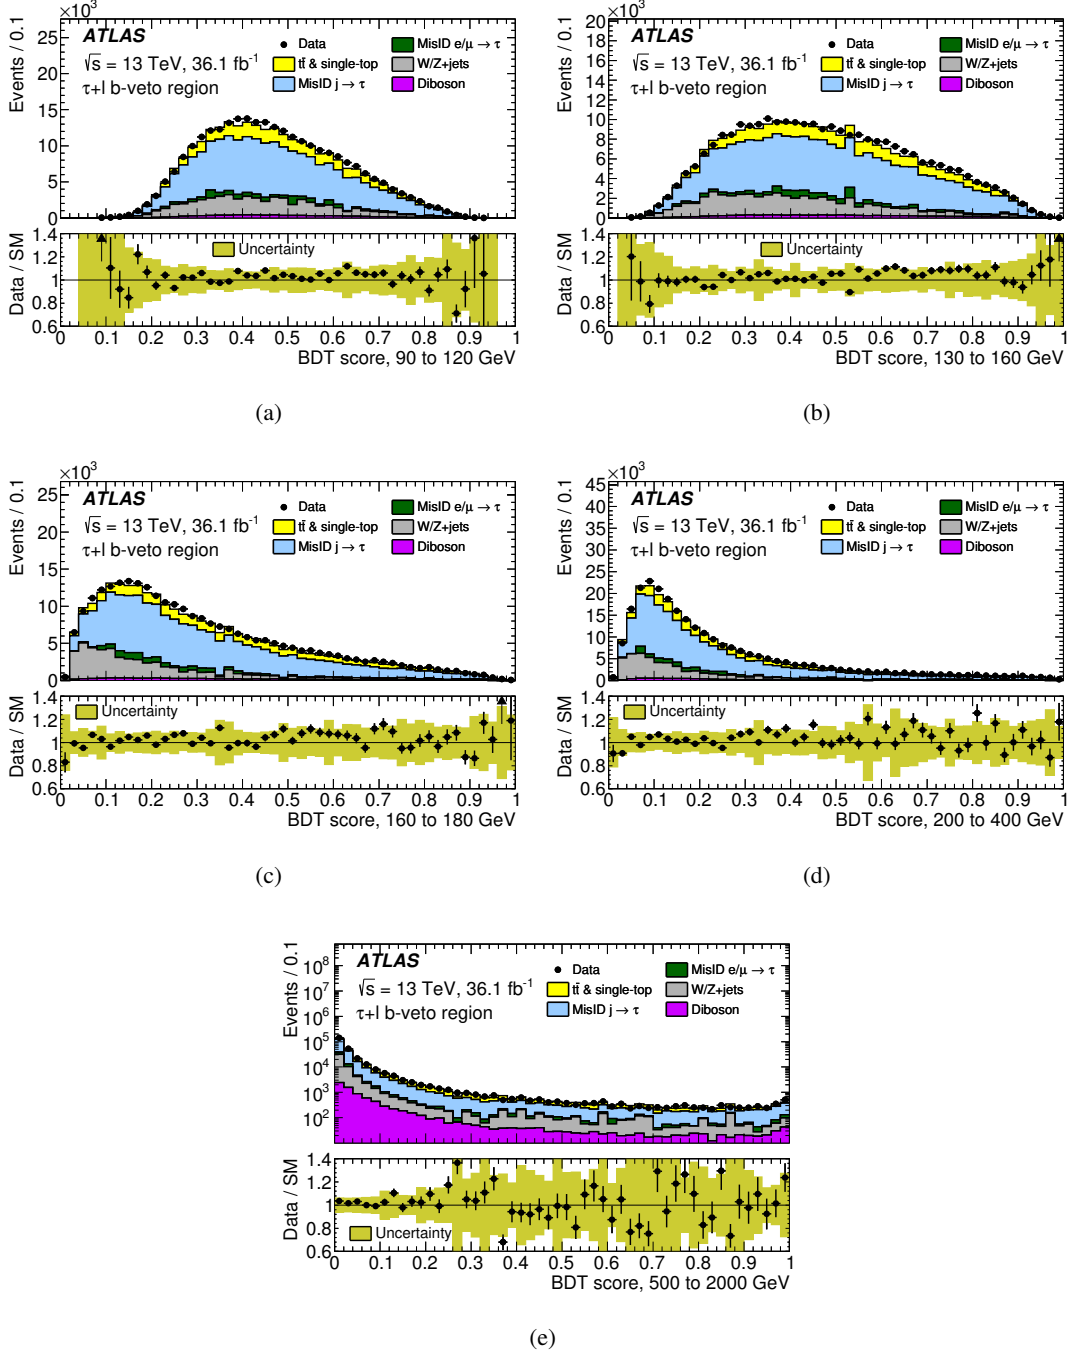 ×10³
Events / 0.1
25
20
15
10
5
0
ATLAS
√s = 13 TeV, 36.1 fb⁻¹
τ+l b-veto region
Data
tt̄ & single-top
MisID j → τ
MisID e/μ → τ
W/Z+jets
Diboson
Data / SM
1.4
1.2
1
0.8
0.6
Uncertainty
0 0.1 0.2 0.3 0.4 0.5 0.6 0.7 0.8 0.9 1
BDT score, 90 to 120 GeV
(a)
×10³
Events / 0.1
20
18
16
14
12
10
8
6
4
2
0
ATLAS
√s = 13 TeV, 36.1 fb⁻¹
τ+l b-veto region
Data
tt̄ & single-top
MisID j → τ
MisID e/μ → τ
W/Z+jets
Diboson
Data / SM
1.4
1.2
1
0.8
0.6
Uncertainty
0 0.1 0.2 0.3 0.4 0.5 0.6 0.7 0.8 0.9 1
BDT score, 130 to 160 GeV
(b)
×10³
Events / 0.1
25
20
15
10
5
0
ATLAS
√s = 13 TeV, 36.1 fb⁻¹
τ+l b-veto region
Data
tt̄ & single-top
MisID j → τ
MisID e/μ → τ
W/Z+jets
Diboson
Data / SM
1.4
1.2
1
0.8
0.6
Uncertainty
0 0.1 0.2 0.3 0.4 0.5 0.6 0.7 0.8 0.9 1
BDT score, 160 to 180 GeV
(c)
×10³
Events / 0.1
45
40
35
30
25
20
15
10
5
0
ATLAS
√s = 13 TeV, 36.1 fb⁻¹
τ+l b-veto region
Data
tt̄ & single-top
MisID j → τ
MisID e/μ → τ
W/Z+jets
Diboson
Data / SM
1.4
1.2
1
0.8
0.6
Uncertainty
0 0.1 0.2 0.3 0.4 0.5 0.6 0.7 0.8 0.9 1
BDT score, 200 to 400 GeV
(d)
Events / 0.1
10⁸
10⁷
10⁶
10⁵
10⁴
10³
10²
ATLAS
√s = 13 TeV, 36.1 fb⁻¹
τ+l b-veto region
Data
tt̄ & single-top
MisID j → τ
MisID e/μ → τ
W/Z+jets
Diboson
Data / SM
1.4
1.2
1
0.8
0.6
Uncertainty
0 0.1 0.2 0.3 0.4 0.5 0.6 0.7 0.8 0.9 1
BDT score, 500 to 2000 GeV
(e)